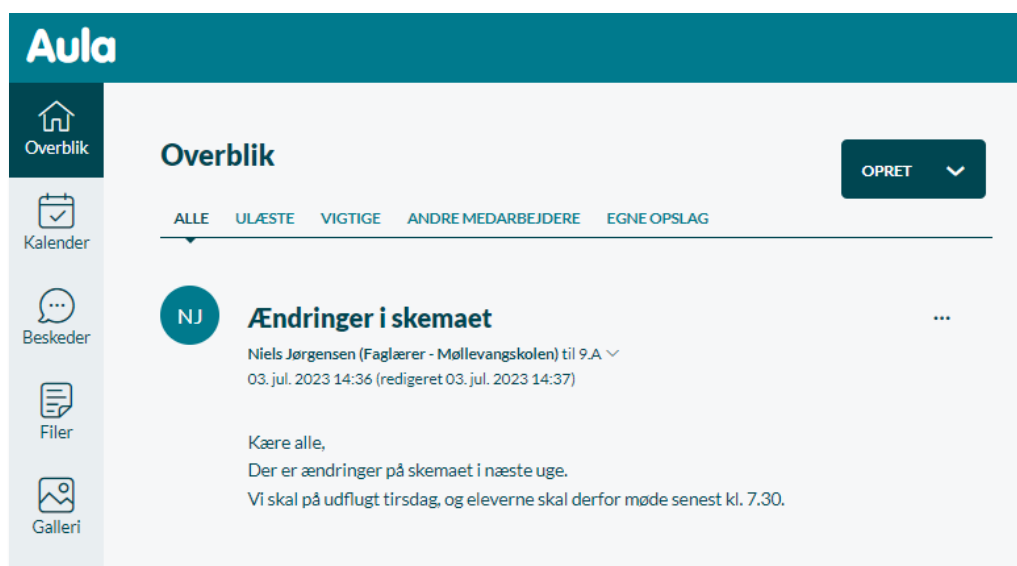 Aula
Overblik
Kalender
Beskeder
Filer
Galleri
Overblik
OPRET
ALLE ULÆSTE VIGTIGE ANDRE MEDARBEJDERE EGNE OPSLAG
NJ
Ændringer i skemaet
Niels Jørgensen (Faglærer - Møllevangskolen) til 9.A
03. jul. 2023 14:36 (redigeret 03. jul. 2023 14:37)
Kære alle,
Der er ændringer på skemaet i næste uge.
Vi skal på udflugt tirsdag, og eleverne skal derfor møde senest kl. 7.30.